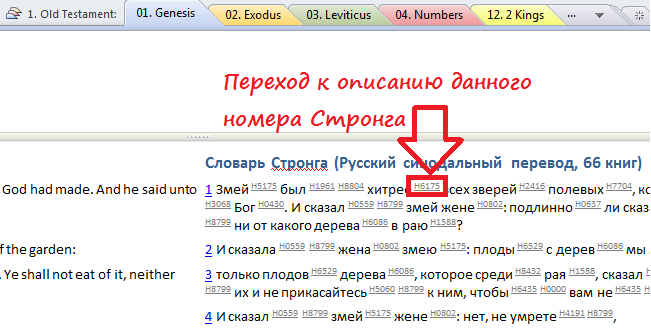 1. Old Testament: 01. Genesis 02. Exodus 03. Leviticus 04. Numbers 12. 2 Kings ...
Переход к описанию данного
номера Стронга
Словарь Стронга (Русский синодальный перевод, 66 книг)
God had made. And he said unto 1 Змей H5175 был H1961 H8804 хитрее H6175 всех зверей H2416 полевых H7704, ко
H3068 Бог H0430. И сказал H0559 H8799 змей жене H0802: подлинно H0637 ли сказа
H8799 ни от какого дерева H6086 в раю H1588?
f the garden: 2 И сказала H0559 H8799 жена H0802 змею H5175: плоды H6529 с дерев H6086 мы
. Ye shall not eat of it, neither 3 только плодов H6529 дерева H6086, которое среди H8432 рая H1588, сказал
H8799 их и не прикасайтесь H5060 H8799 к ним, чтобы H6435 H0000 вам не H6435
4 И сказал H0559 H8799 змей H5175 жене H0802: нет, не умрете H4191 H8799,